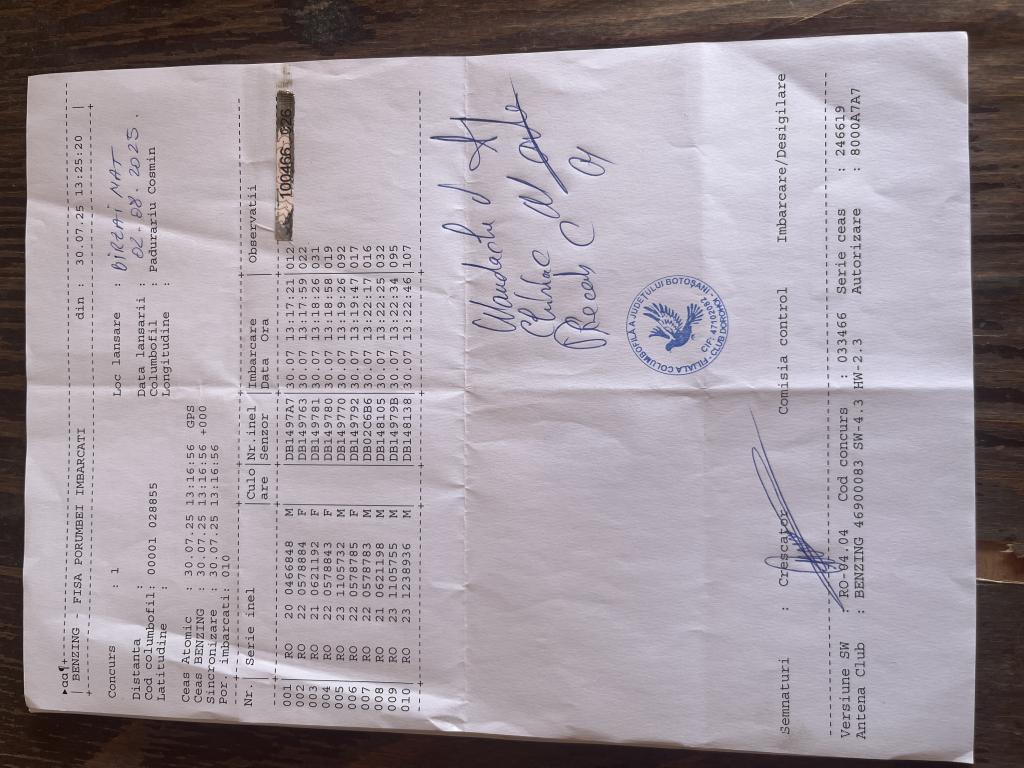 ►αα¶+
| BENZING - FISA PORUMBEI IMBARCATI din : 30.07.25 13:25:20 |
Concurs : 1 Loc lansare : BIRZAI NAT
Distanta : Data lansarii : 02-08.2025.
Cod columbofil: 00001 028855 Columbofil : Padurariu Cosmin
Latitudine : Longitudine :
Ceas Atomic : 30.07.25 13:16:56 GPS
Ceas BENZING : 30.07.25 13:16:56 +000
Sincronizare : 30.07.25 13:16:56
Por. imbarcati: 010
Nr.| Serie inel |Culo|Nr.inel |Imbarcare | Observatii
are |Senzor |Data Ora |
001 RO 20 0466848 M | |DB1497A7|30.07 13:17:21|012 100466 026
002 RO 22 0578884 F | |DB149763|30.07 13:17:59|022
003 RO 21 0621192 F | |DB149781|30.07 13:18:26|031
004 RO 22 0578843 F | |DB149780|30.07 13:18:58|019
005 RO 23 1105732 M | |DB149770|30.07 13:19:26|092
006 RO 22 0578785 F | |DB149792|30.07 13:19:47|017
007 RO 22 0578783 M | |DB02C6B6|30.07 13:22:17|016
008 RO 21 0621198 M | |DB148105|30.07 13:22:25|032
009 RO 23 1105755 M | |DB14979B|30.07 13:22:34|095
010 RO 23 1238936 M | |DB148138|30.07 13:22:46|107
FILIALA COLUMBOFILA A JUDETULUI BOTOSANI
CLUB DOROHOI
CIF: 47102082
Semnaturi : Crescator Comisia control Imbarcare/Desigilare
Versiune SW : RO-04.04 Cod concurs : 033466 Serie ceas : 246619
Antena Club : BENZING 46900083 SW-4.3 HW-2.3 Autorizare : 8000A7A7